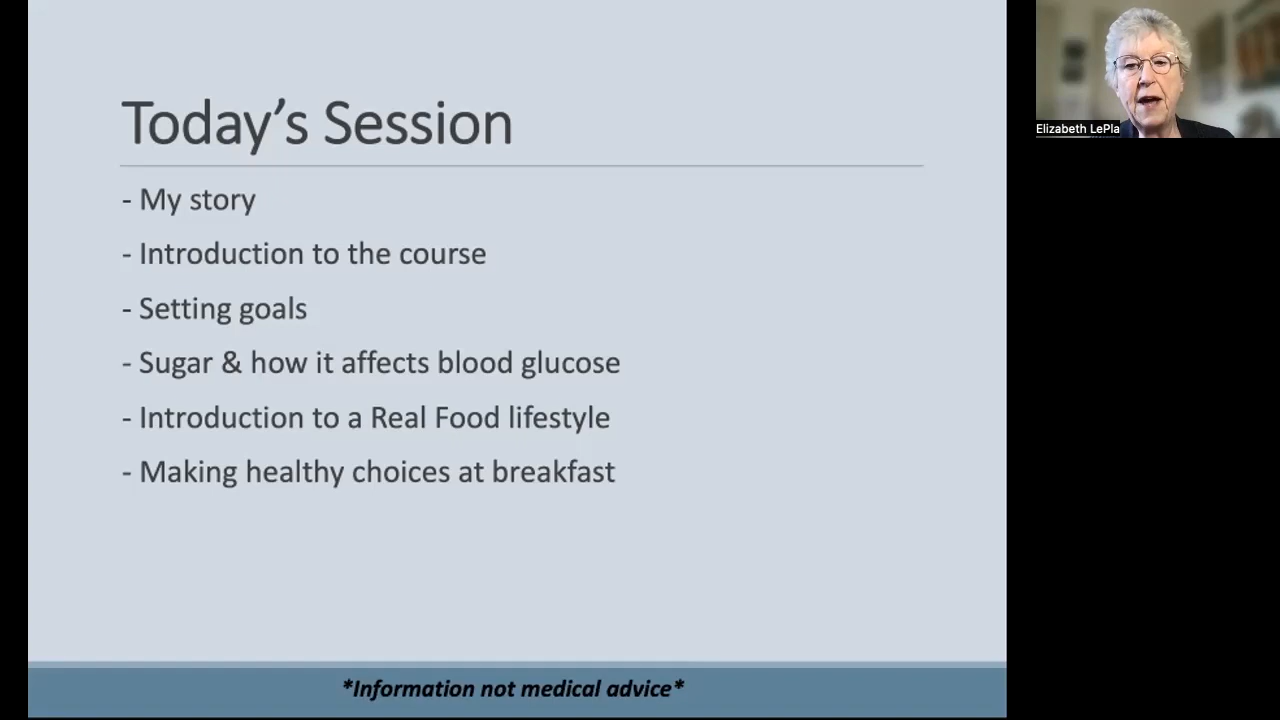 Today’s Session
- My story
- Introduction to the course
- Setting goals
- Sugar & how it affects blood glucose
- Introduction to a Real Food lifestyle
- Making healthy choices at breakfast
*Information not medical advice*
Elizabeth LePla